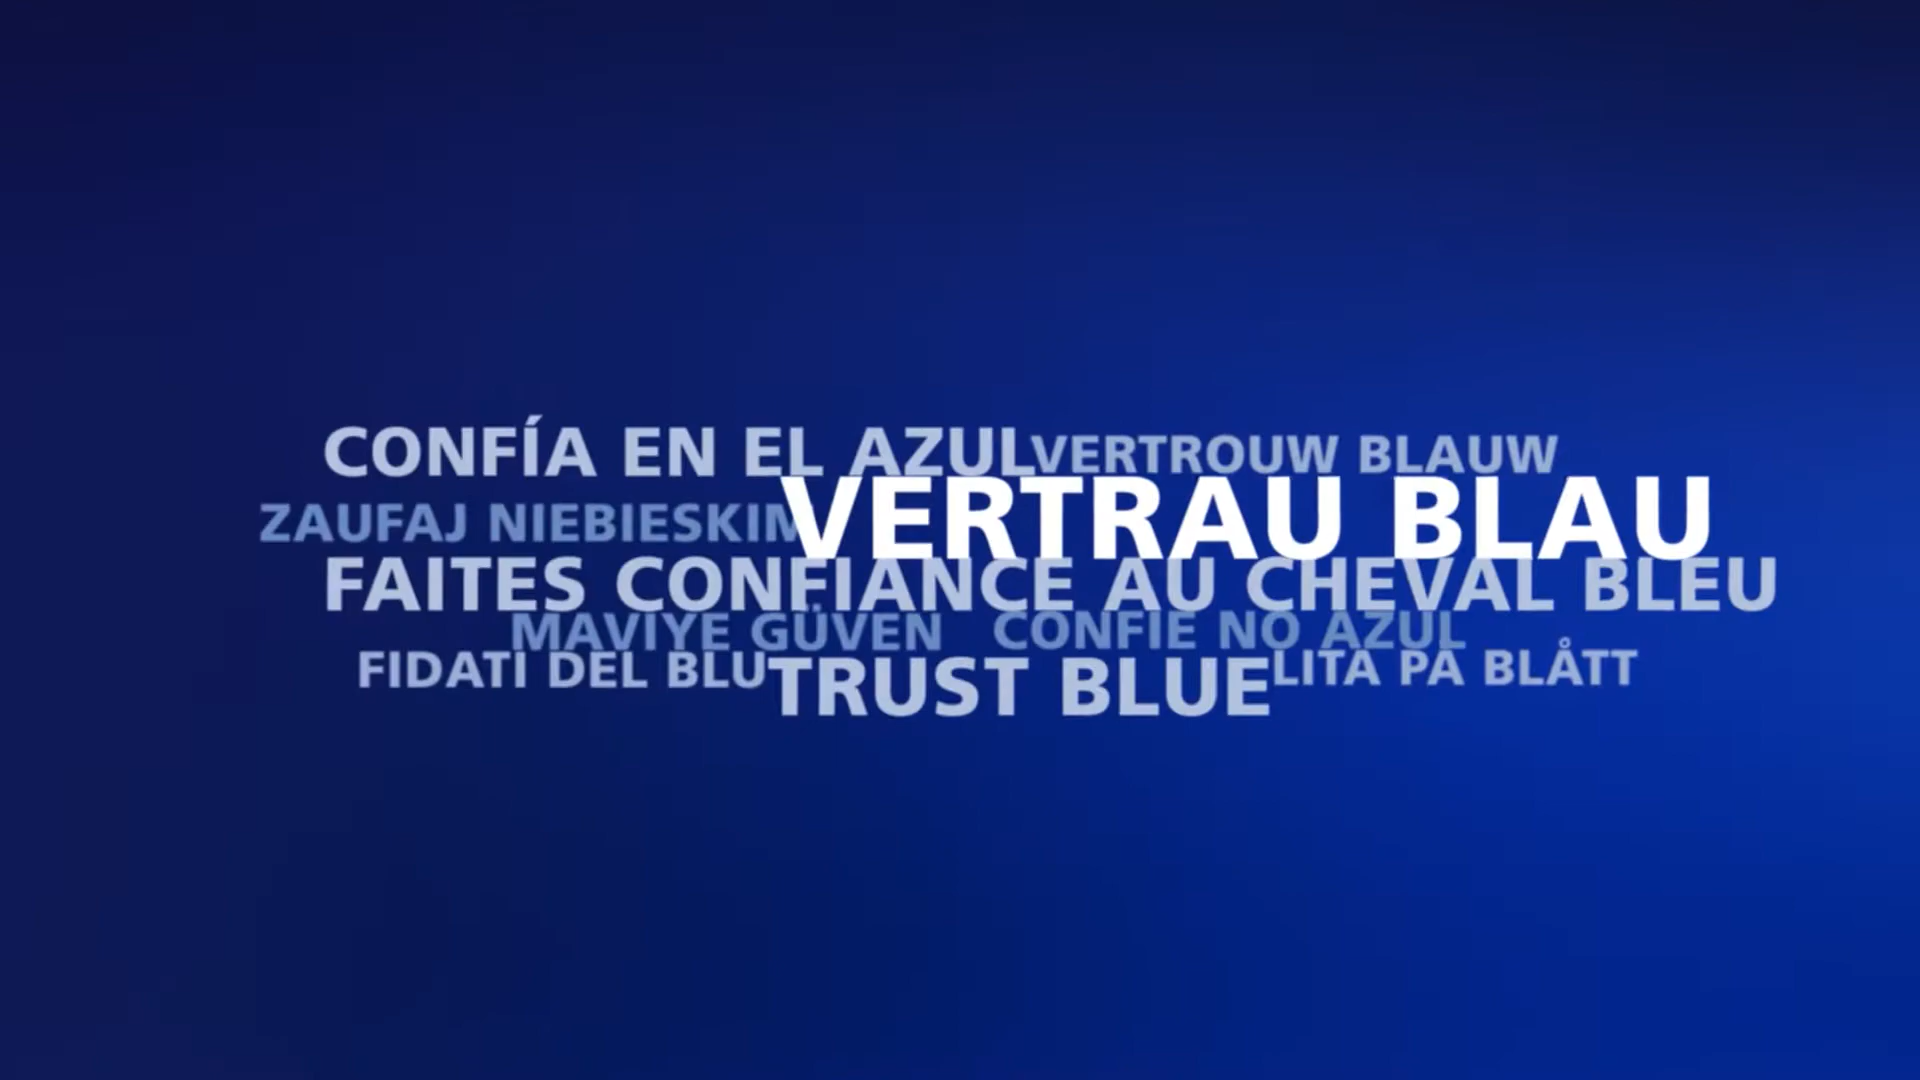 CONFÍA EN EL AZUL VERTROUW BLAUW
ZAUFAJ NIEBIESKIM VERTRAU BLAU
FAITES CONFIANCE AU CHEVAL BLEU
MAVIYE GÜVEN CONFIE NO AZUL
FIDATI DEL BLU TRUST BLUE LITA PÅ BLÅTT